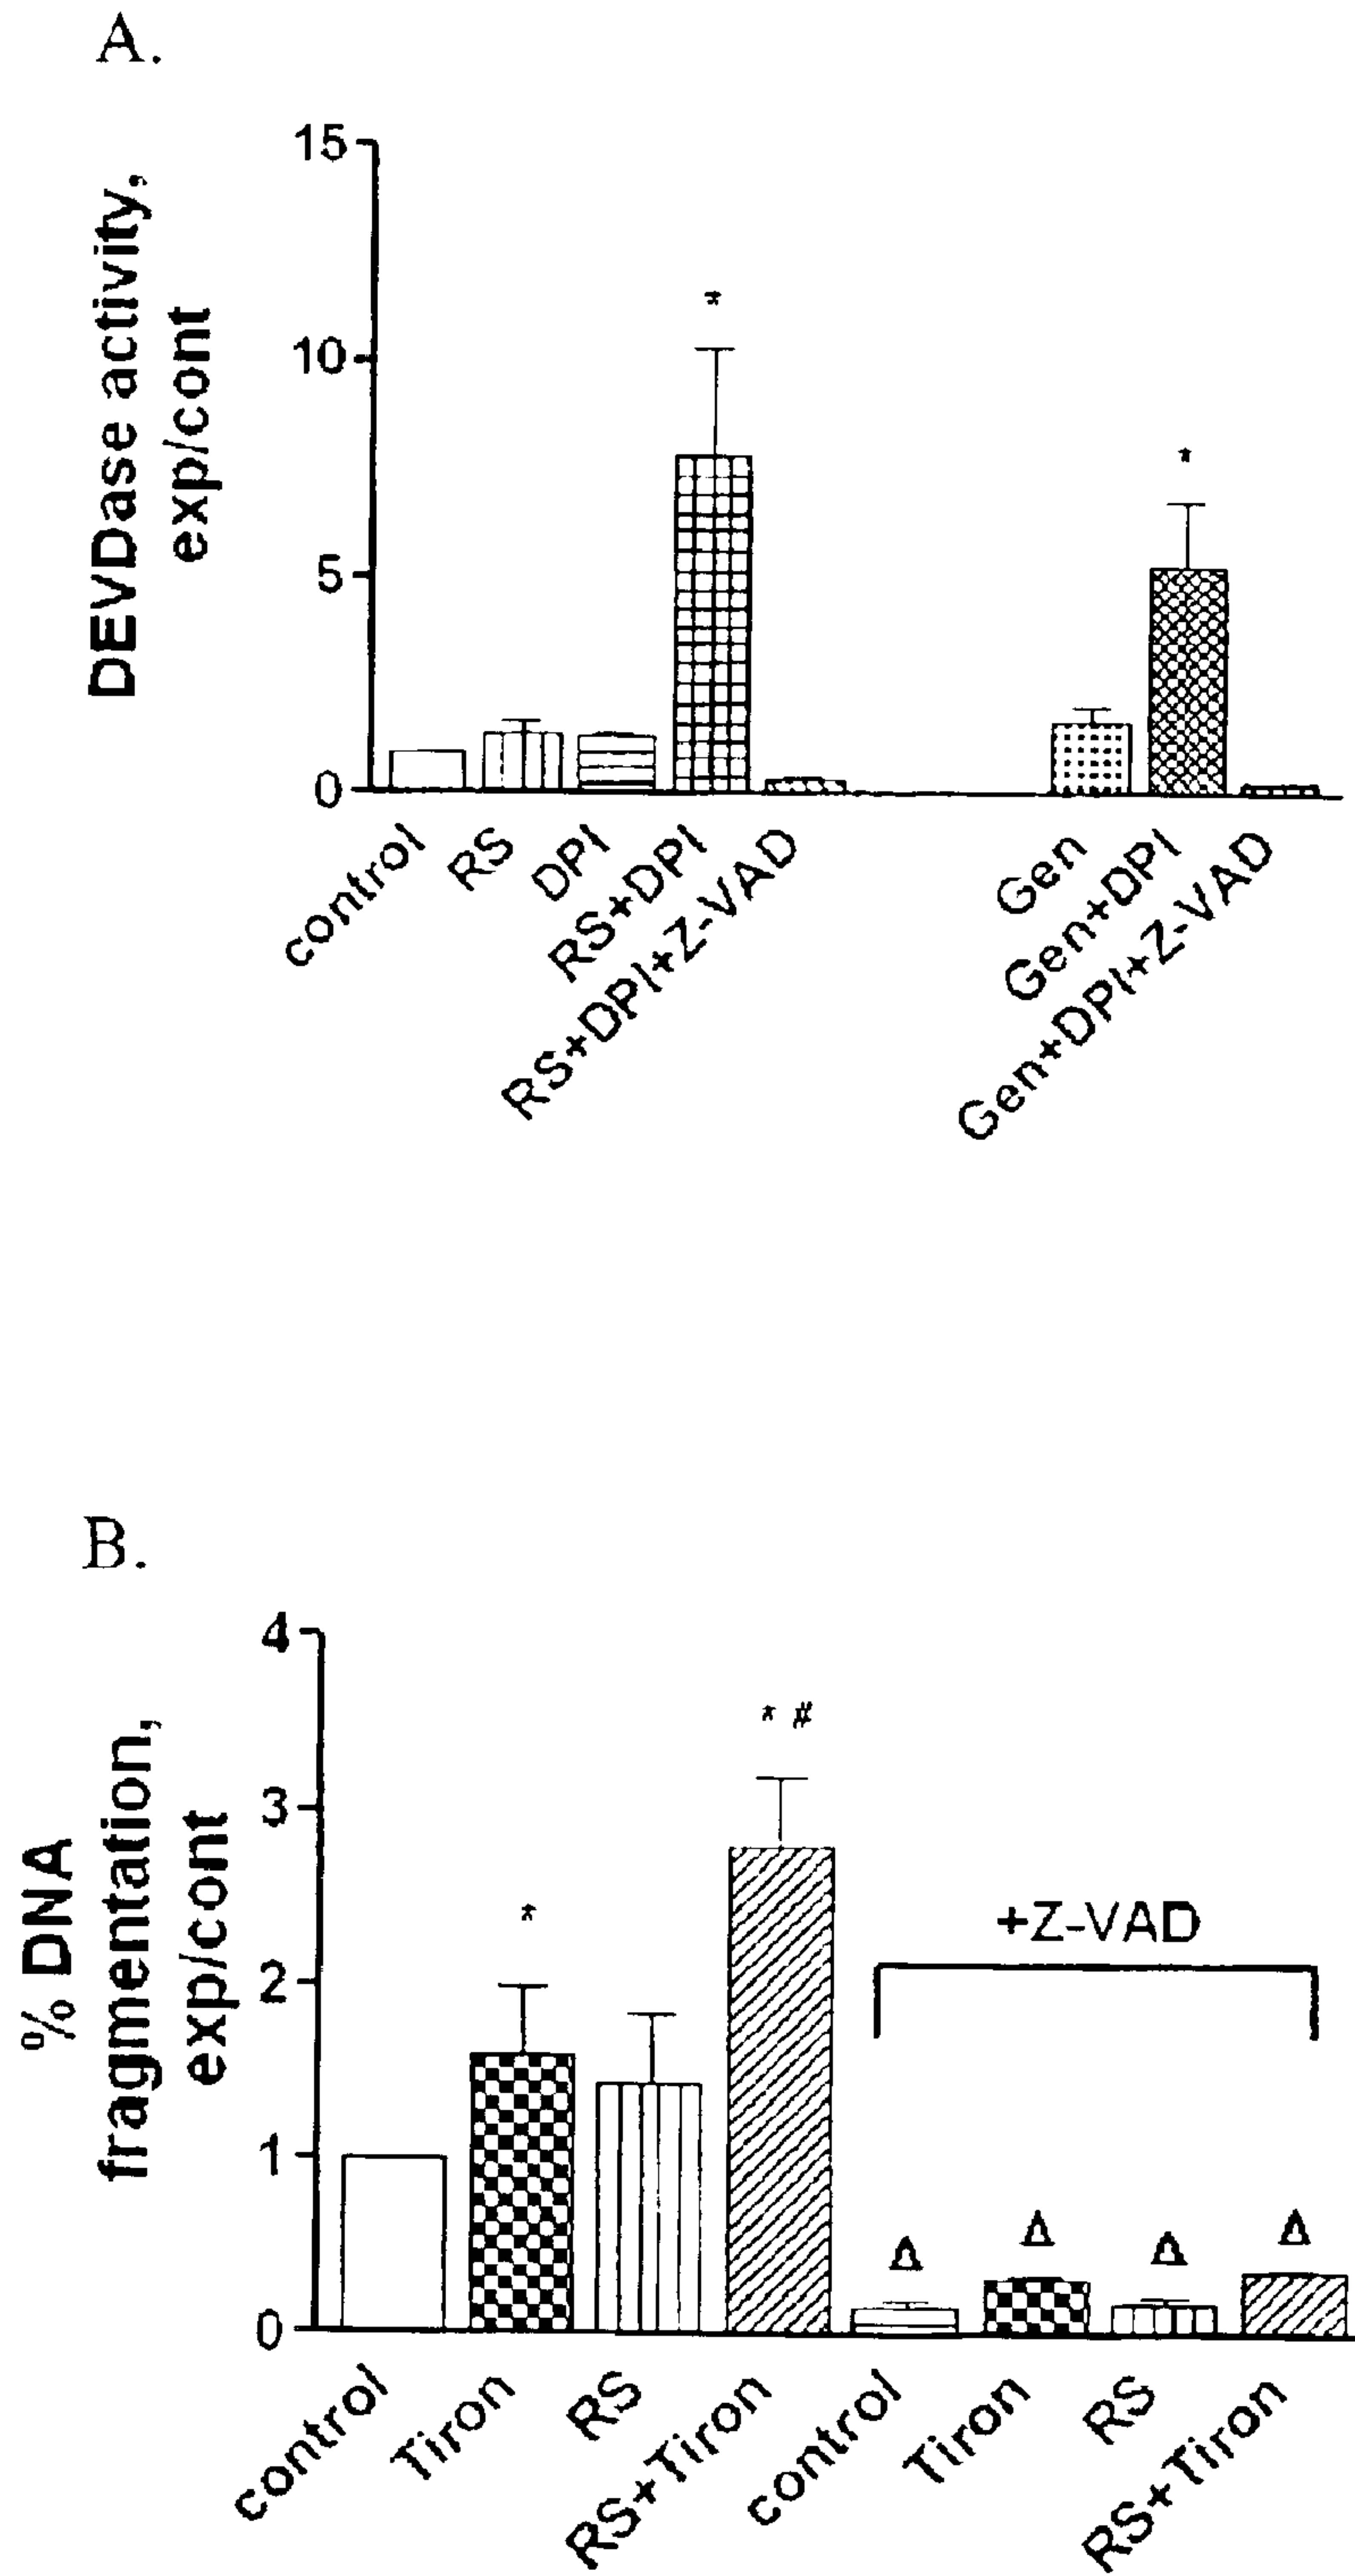 A.
DEVDase activity,
exp/cont
15
10
5
0
*
*
control
RS
DPI
RS+DPI
RS+DPI+Z-VAD
Gen
Gen+DPI
Gen+DPI+Z-VAD
B.
% DNA
fragmentation,
exp/cont
4
3
2
1
0
*
* #
+Z-VAD
Δ
Δ
Δ
Δ
control
Tiron
RS
RS+Tiron
control
Tiron
RS
RS+Tiron